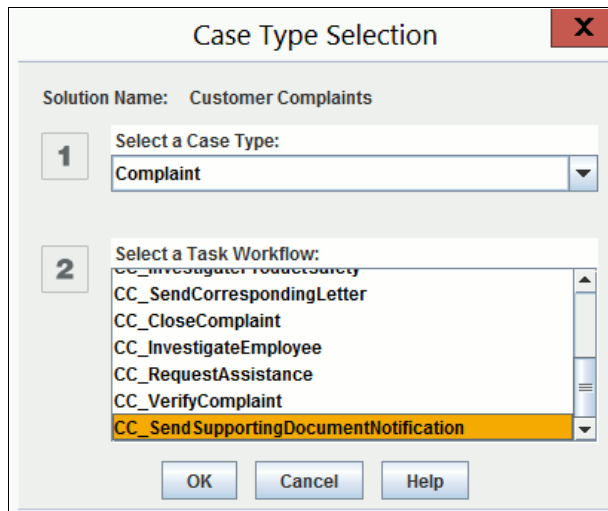 Case Type Selection
X
Solution Name: Customer Complaints
1
Select a Case Type:
Complaint
2
Select a Task Workflow:
CC_InvestigateProductSafety
CC_SendCorrespondingLetter
CC_CloseComplaint
CC_InvestigateEmployee
CC_RequestAssistance
CC_VerifyComplaint
CC_SendSupportingDocumentNotification
OK Cancel Help